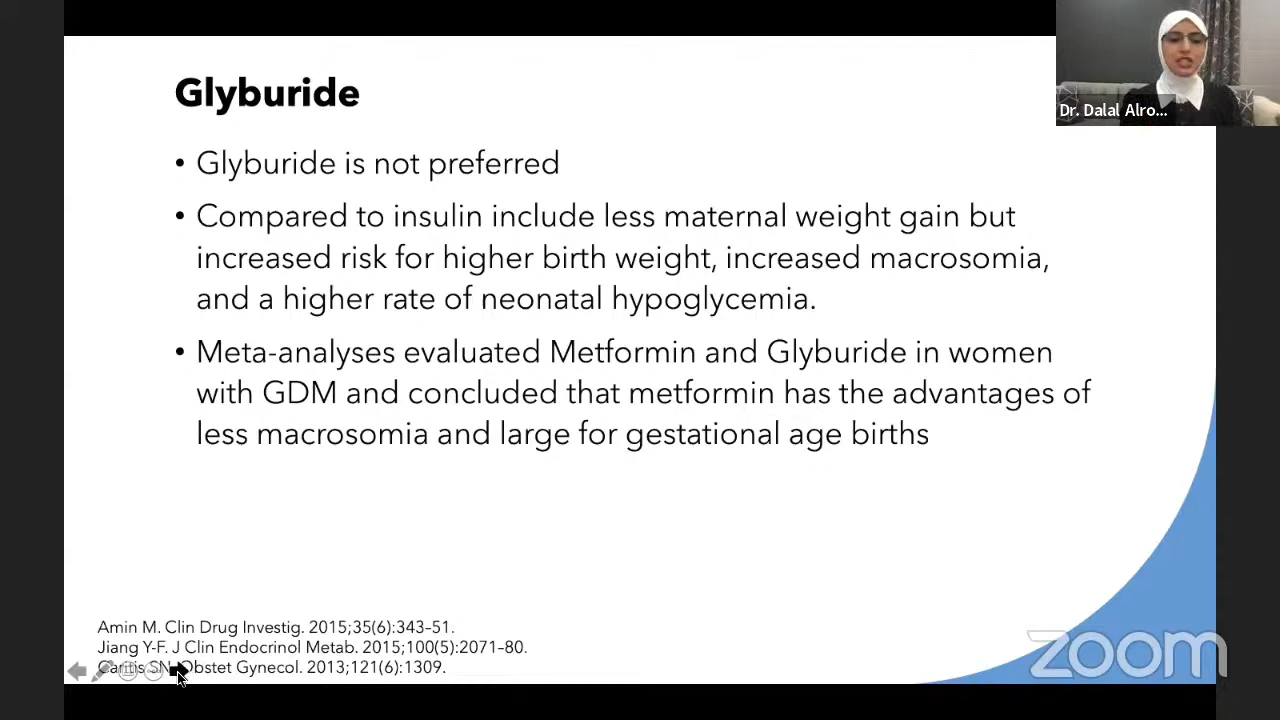 Glyburide
• Glyburide is not preferred
• Compared to insulin include less maternal weight gain but
increased risk for higher birth weight, increased macrosomia,
and a higher rate of neonatal hypoglycemia.
• Meta-analyses evaluated Metformin and Glyburide in women
with GDM and concluded that metformin has the advantages of
less macrosomia and large for gestational age births
Amin M. Clin Drug Investig. 2015;35(6):343–51.
Jiang Y-F. J Clin Endocrinol Metab. 2015;100(5):2071–80.
Obstet Gynecol. 2013;121(6):1309.
Dr. Dalal Alro...
zoom